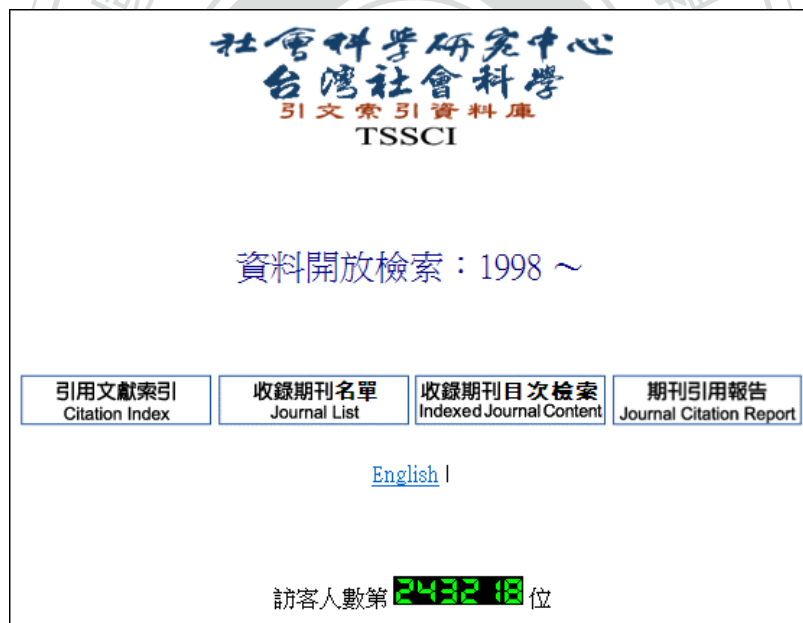 社會科學研究中心
台灣社會科學
引文索引資料庫
TSSCI
資料開放檢索：1998 ~
引用文獻索引
Citation Index
收錄期刊名單
Journal List
收錄期刊目次檢索
Indexed Journal Content
期刊引用報告
Journal Citation Report
English |
訪客人數第 243218 位